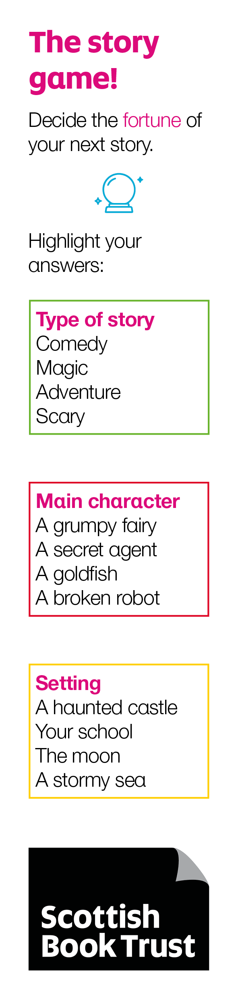 The story
game!
Decide the fortune of
your next story.
Highlight your
answers:
Type of story
Comedy
Magic
Adventure
Scary
Main character
A grumpy fairy
A secret agent
A goldfish
A broken robot
Setting
A haunted castle
Your school
The moon
A stormy sea
Scottish
Book Trust